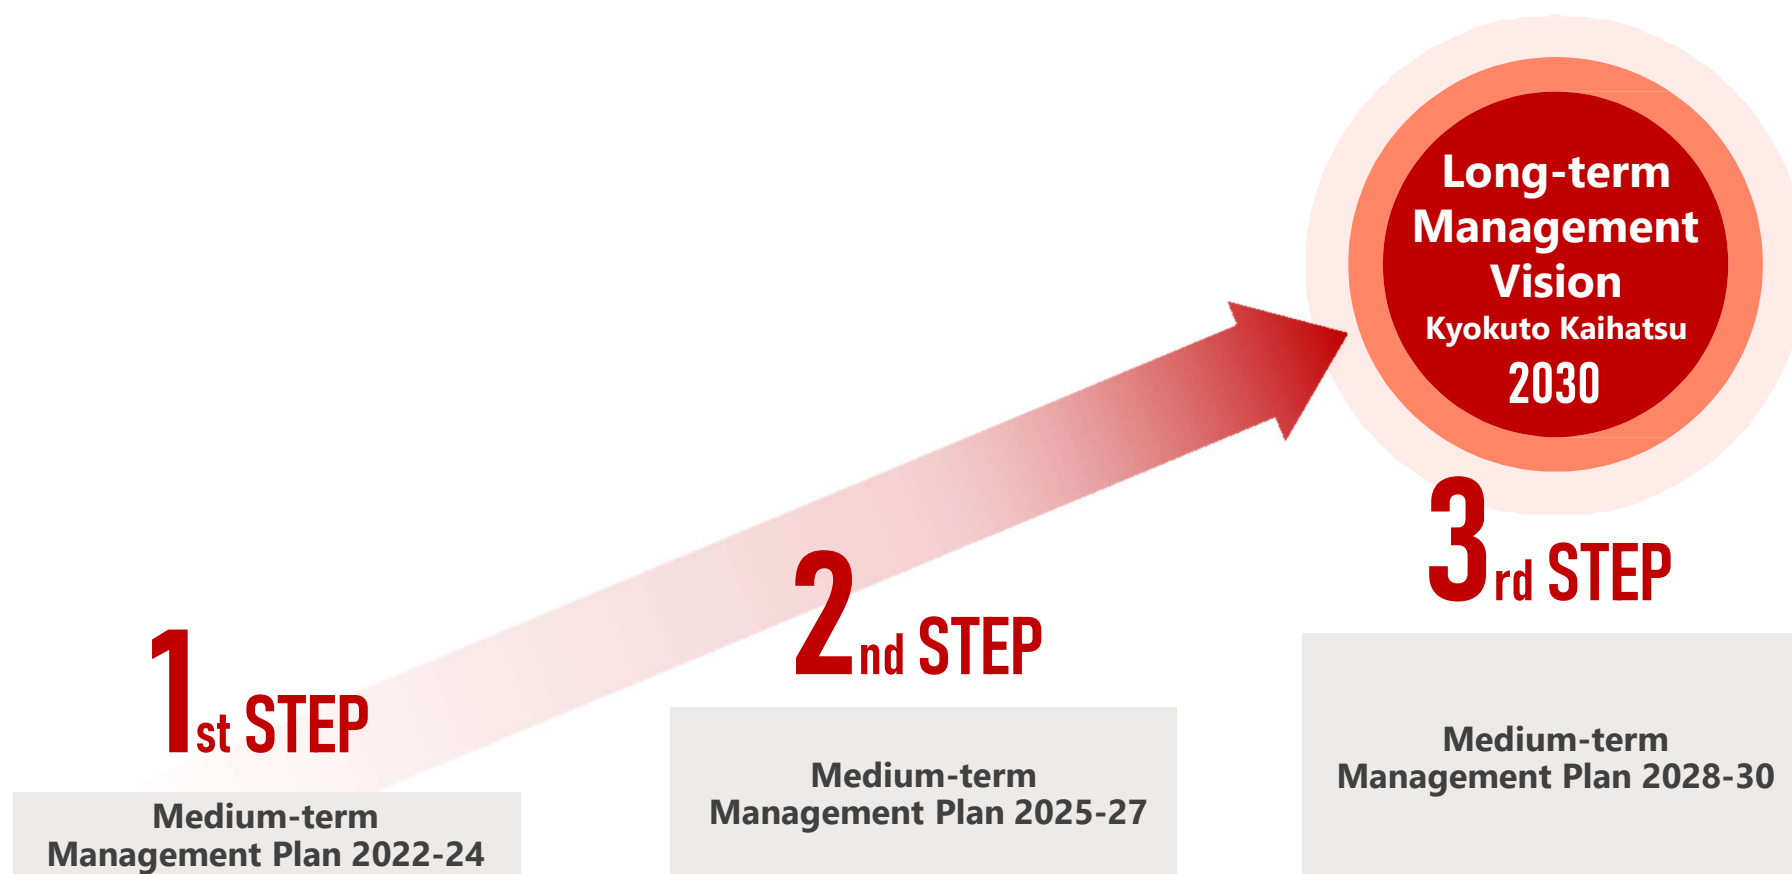 Long-term
Management
Vision
Kyokuto Kaihatsu
2030
1st STEP
Medium-term
Management Plan 2022-24
2nd STEP
Medium-term
Management Plan 2025-27
3rd STEP
Medium-term
Management Plan 2028-30